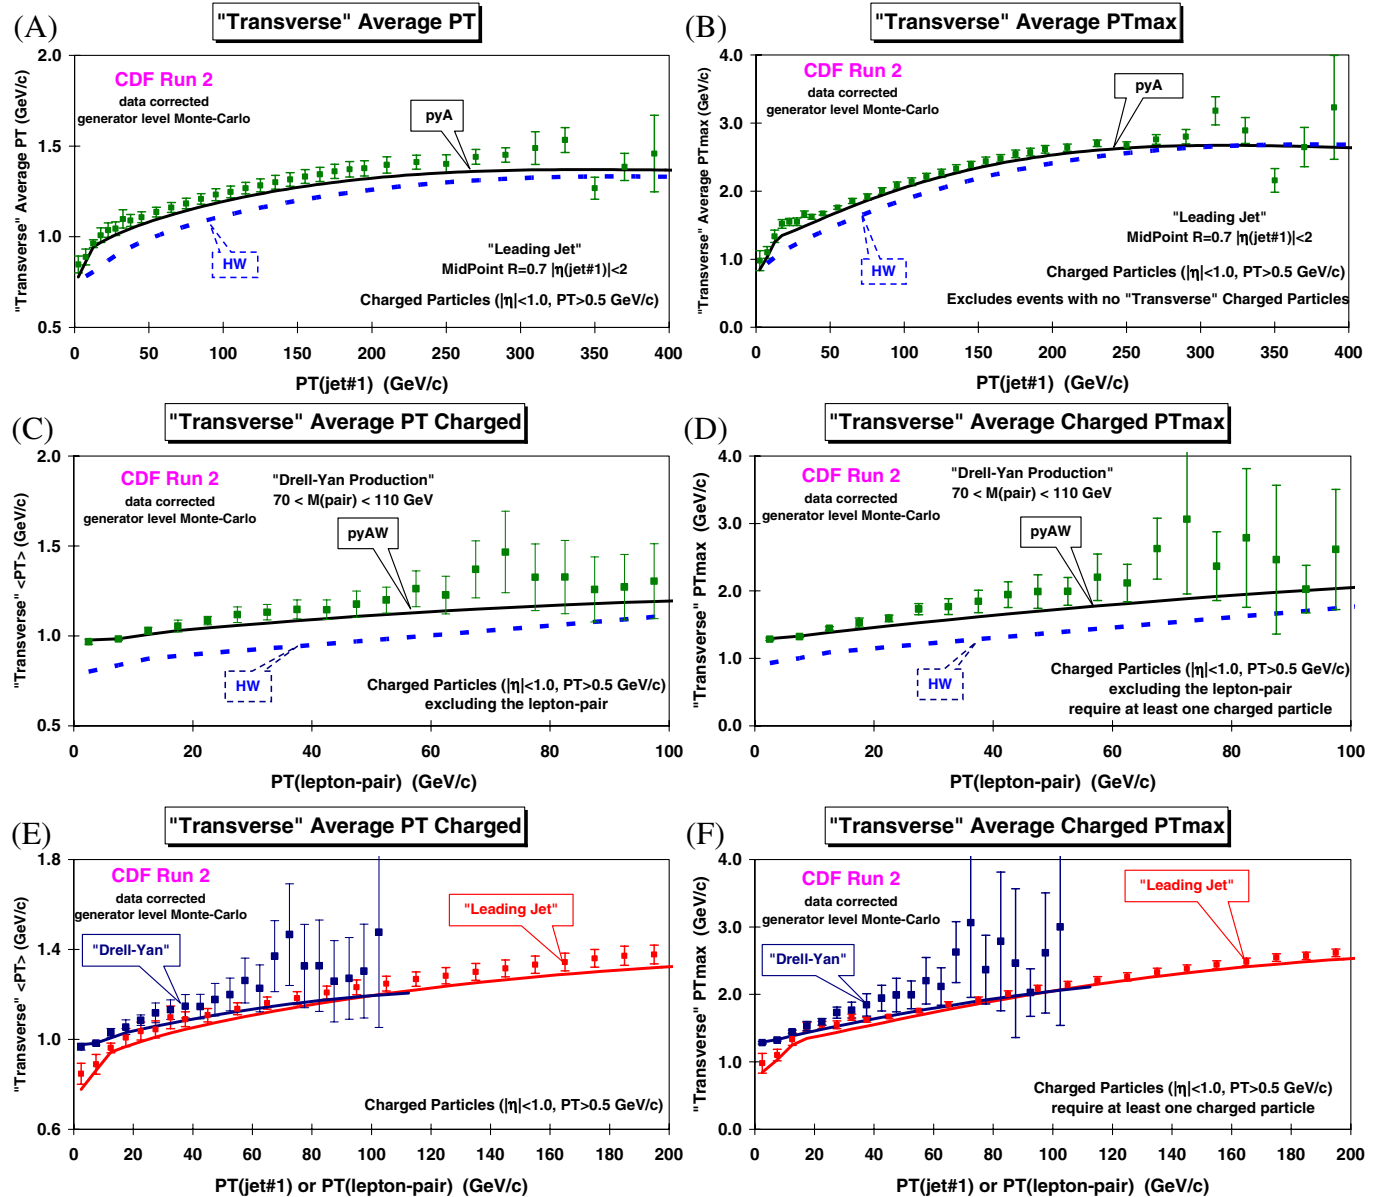 (A)
"Transverse" Average PT
"Transverse" Average PT (GeV/c)
2.0
1.5
1.0
0.5
CDF Run 2
data corrected
generator level Monte-Carlo
pyA
HW
"Leading Jet"
MidPoint R=0.7 |η(jet#1)|<2
Charged Particles (|η|<1.0, PT>0.5 GeV/c)
0 50 100 150 200 250 300 350 400
PT(jet#1) (GeV/c)
(B)
"Transverse" Average PTmax
"Transverse" Average PTmax (GeV/c)
4.0
3.0
2.0
1.0
0.0
CDF Run 2
data corrected
generator level Monte-Carlo
pyA
HW
"Leading Jet"
MidPoint R=0.7 |η(jet#1)|<2
Charged Particles (|η|<1.0, PT>0.5 GeV/c)
Excludes events with no "Transverse" Charged Particles
0 50 100 150 200 250 300 350 400
PT(jet#1) (GeV/c)
(C)
"Transverse" Average PT Charged
"Transverse" <PT> (GeV/c)
2.0
1.5
1.0
0.5
CDF Run 2
data corrected
generator level Monte-Carlo
"Drell-Yan Production"
70 < M(pair) < 110 GeV
pyAW
HW
Charged Particles (|η|<1.0, PT>0.5 GeV/c)
excluding the lepton-pair
0 20 40 60 80 100
PT(lepton-pair) (GeV/c)
(D)
"Transverse" Average Charged PTmax
"Transverse" PTmax (GeV/c)
4.0
3.0
2.0
1.0
0.0
CDF Run 2
data corrected
generator level Monte-Carlo
"Drell-Yan Production"
70 < M(pair) < 110 GeV
pyAW
HW
Charged Particles (|η|<1.0, PT>0.5 GeV/c)
excluding the lepton-pair
require at least one charged particle
0 20 40 60 80 100
PT(lepton-pair) (GeV/c)
(E)
"Transverse" Average PT Charged
"Transverse" <PT> (GeV/c)
1.8
1.4
1.0
0.6
CDF Run 2
data corrected
generator level Monte-Carlo
"Drell-Yan"
"Leading Jet"
Charged Particles (|η|<1.0, PT>0.5 GeV/c)
0 20 40 60 80 100 120 140 160 180 200
PT(jet#1) or PT(lepton-pair) (GeV/c)
(F)
"Transverse" Average Charged PTmax
"Transverse" PTmax (GeV/c)
4.0
3.0
2.0
1.0
0.0
CDF Run 2
data corrected
generator level Monte-Carlo
"Drell-Yan"
"Leading Jet"
Charged Particles (|η|<1.0, PT>0.5 GeV/c)
require at least one charged particle
0 20 40 60 80 100 120 140 160 180 200
PT(jet#1) or PT(lepton-pair) (GeV/c)